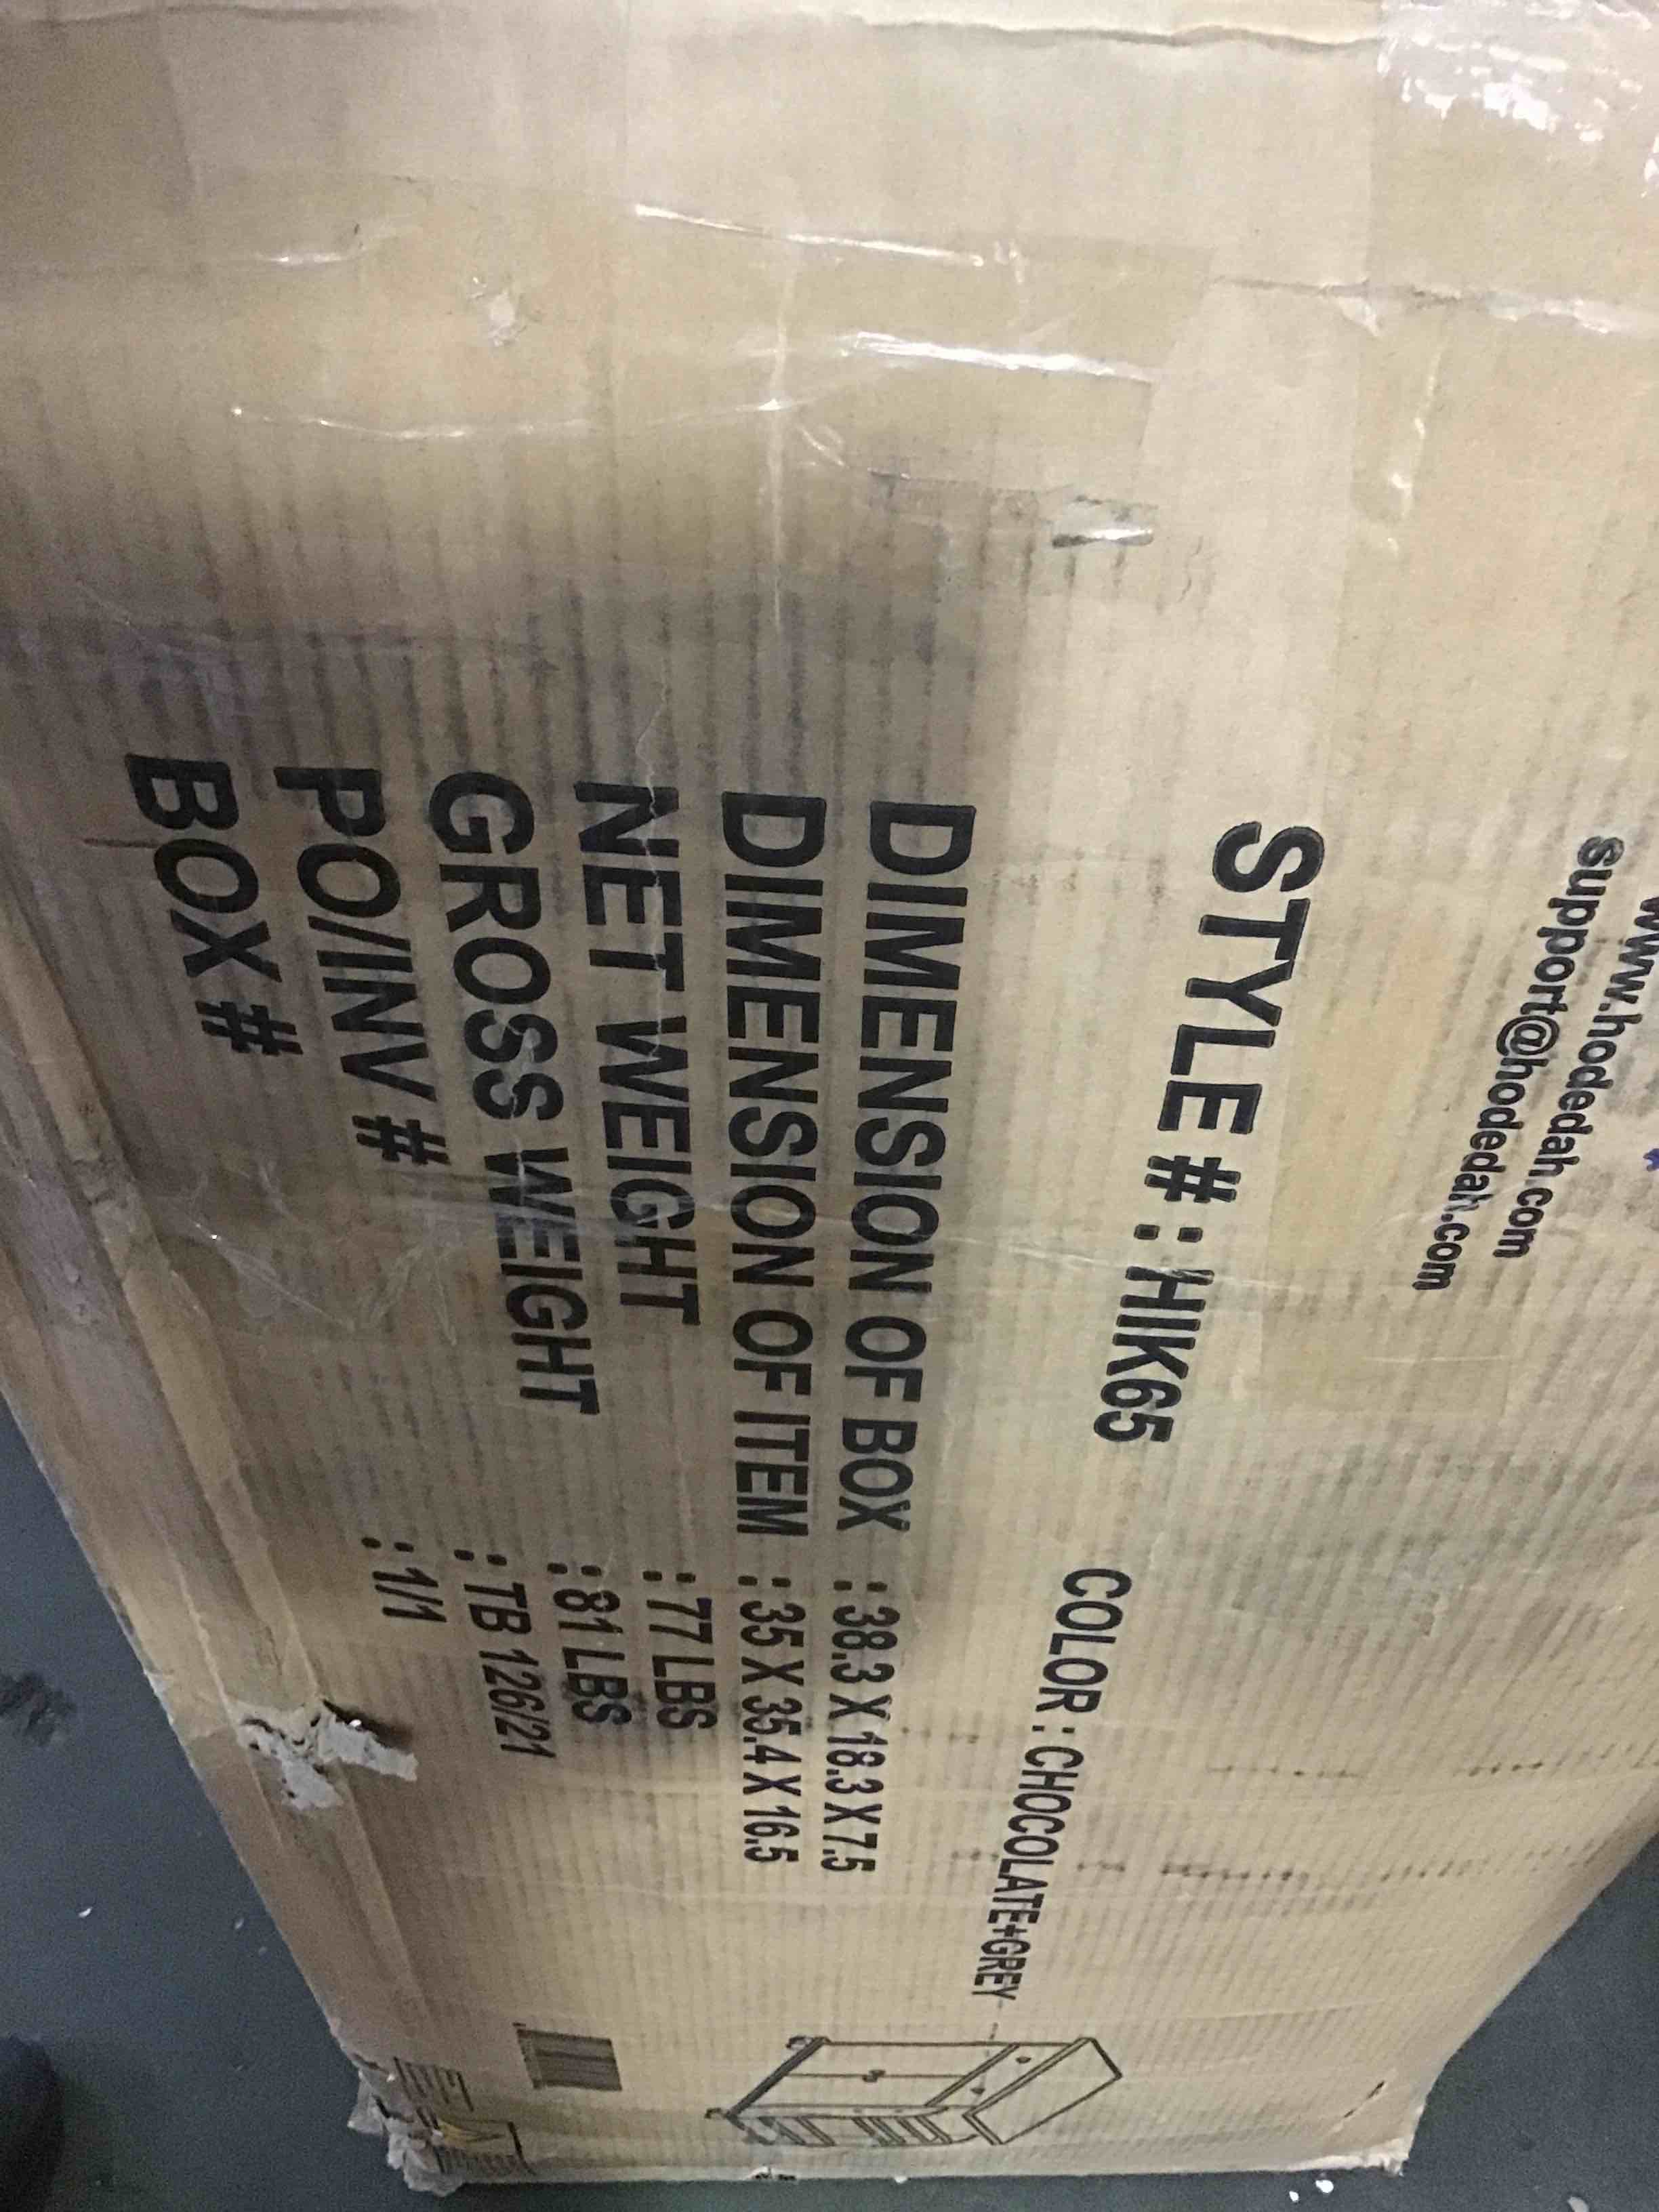 www.hodedah.com
support@hodedah.com
STYLE # : HIK65 COLOR : CHOCOLATE+GREY
DIMENSION OF BOX : 38.3 X 18.3 X 7.5
DIMENSION OF ITEM : 35 X 35.4 X 16.5
NET WEIGHT : 77 LBS
GROSS WEIGHT : 81 LBS
PO/INV # : TB 126/21
BOX # : 1/1